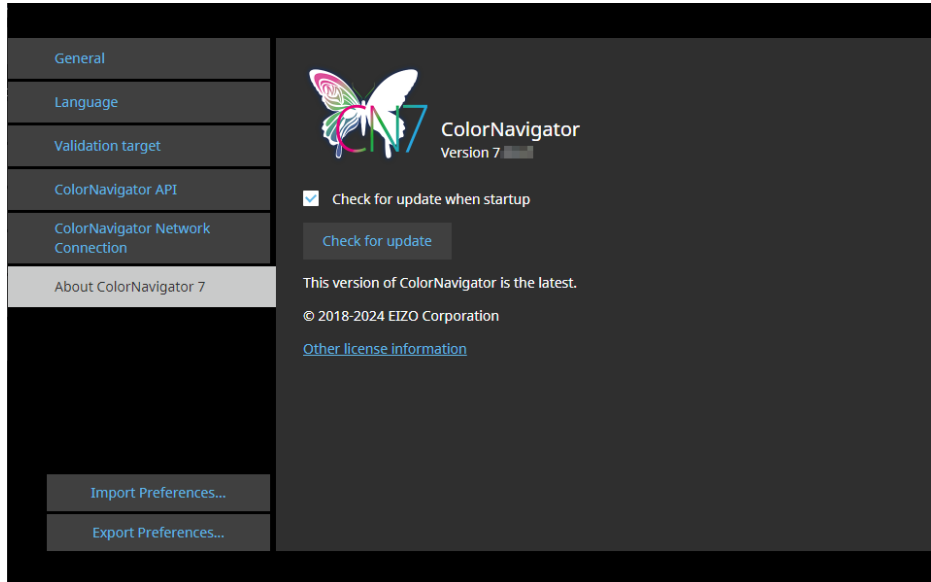 General
Language
Validation target
ColorNavigator API
ColorNavigator Network
Connection
About ColorNavigator 7
Import Preferences...
Export Preferences...
CN7
ColorNavigator
Version 7.
Check for update when startup
Check for update
This version of ColorNavigator is the latest.
© 2018-2024 EIZO Corporation
Other license information